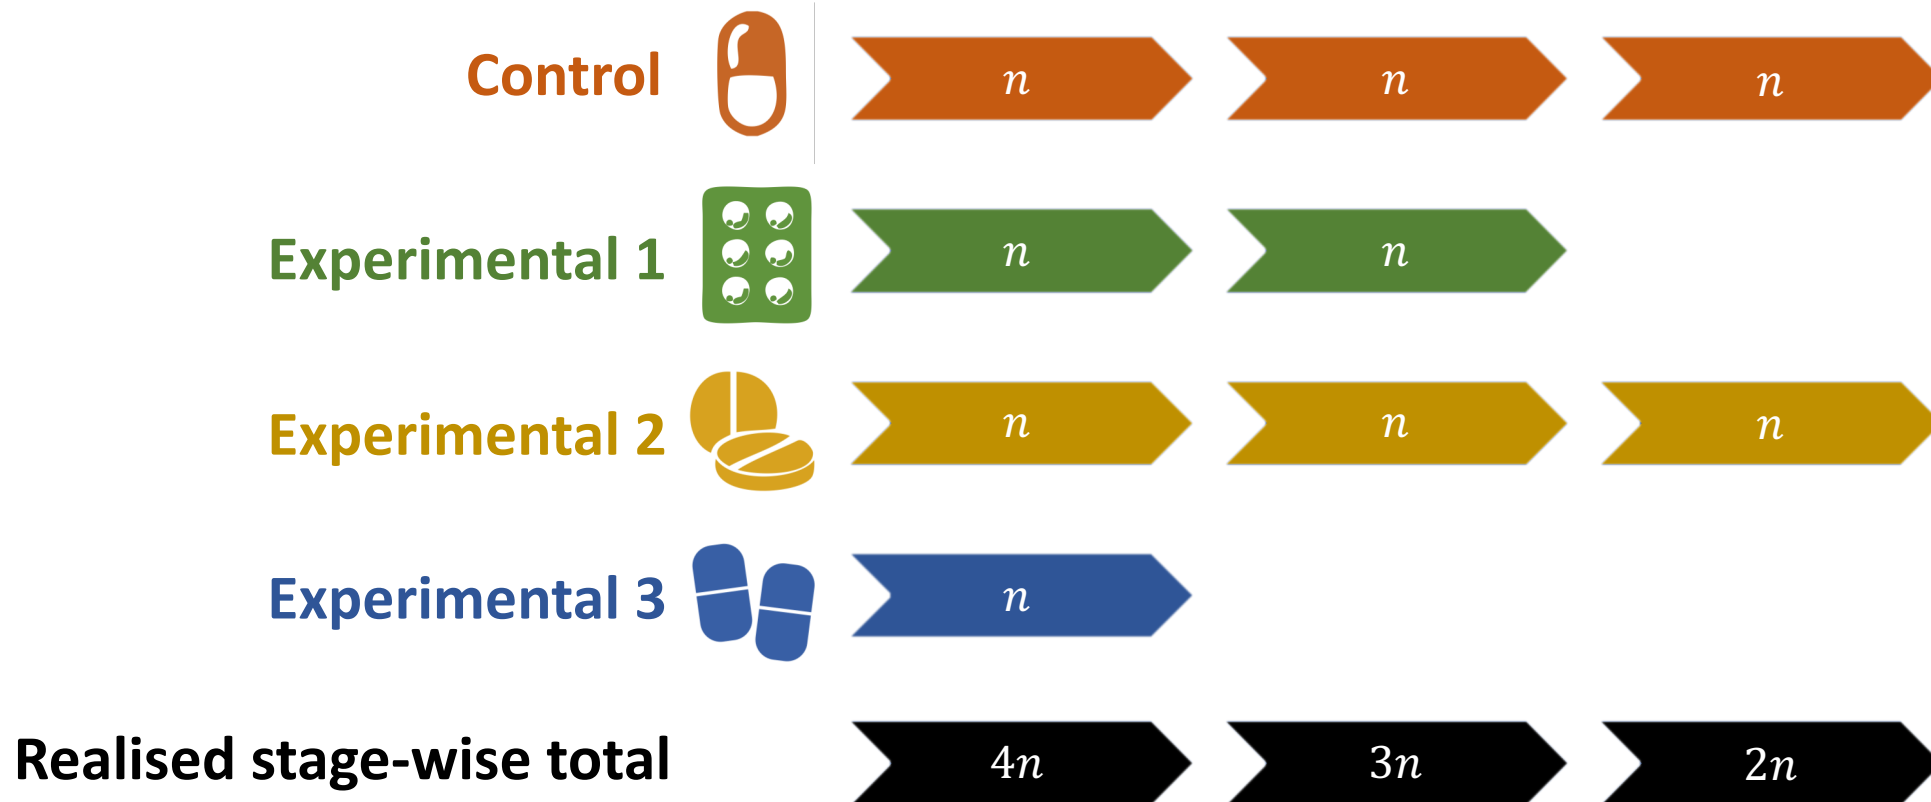 Control n n n
Experimental 1 n n
Experimental 2 n n n
Experimental 3 n
Realised stage-wise total 4n 3n 2n